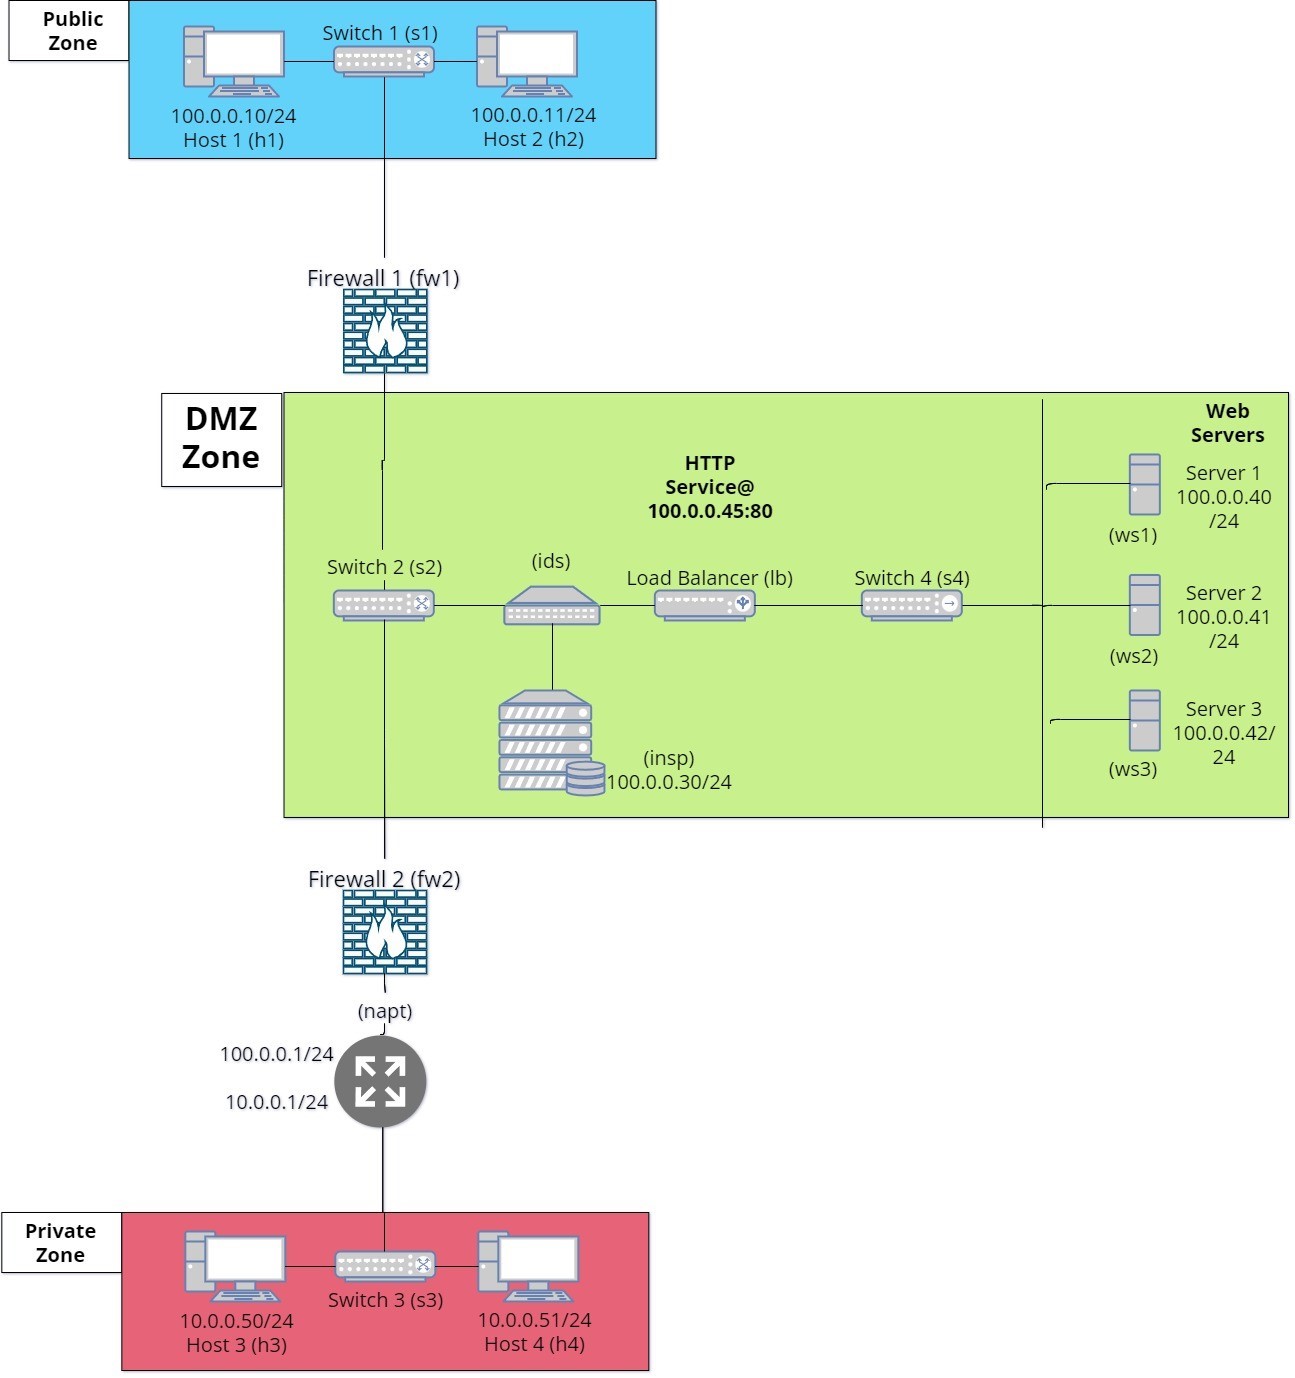 Public
Zone
Switch 1 (s1)
100.0.0.10/24
Host 1 (h1)
100.0.0.11/24
Host 2 (h2)
Firewall 1 (fw1)
DMZ
Zone
Web
Servers
HTTP
Service@
100.0.0.45:80
Server 1
100.0.0.40
/24
(ws1)
Switch 2 (s2)
(ids)
Load Balancer (lb)
Switch 4 (s4)
Server 2
100.0.0.41
/24
(ws2)
Server 3
100.0.0.42/
24
(ws3)
(insp)
100.0.0.30/24
Firewall 2 (fw2)
(napt)
100.0.0.1/24
10.0.0.1/24
Private
Zone
Switch 3 (s3)
10.0.0.50/24
Host 3 (h3)
10.0.0.51/24
Host 4 (h4)